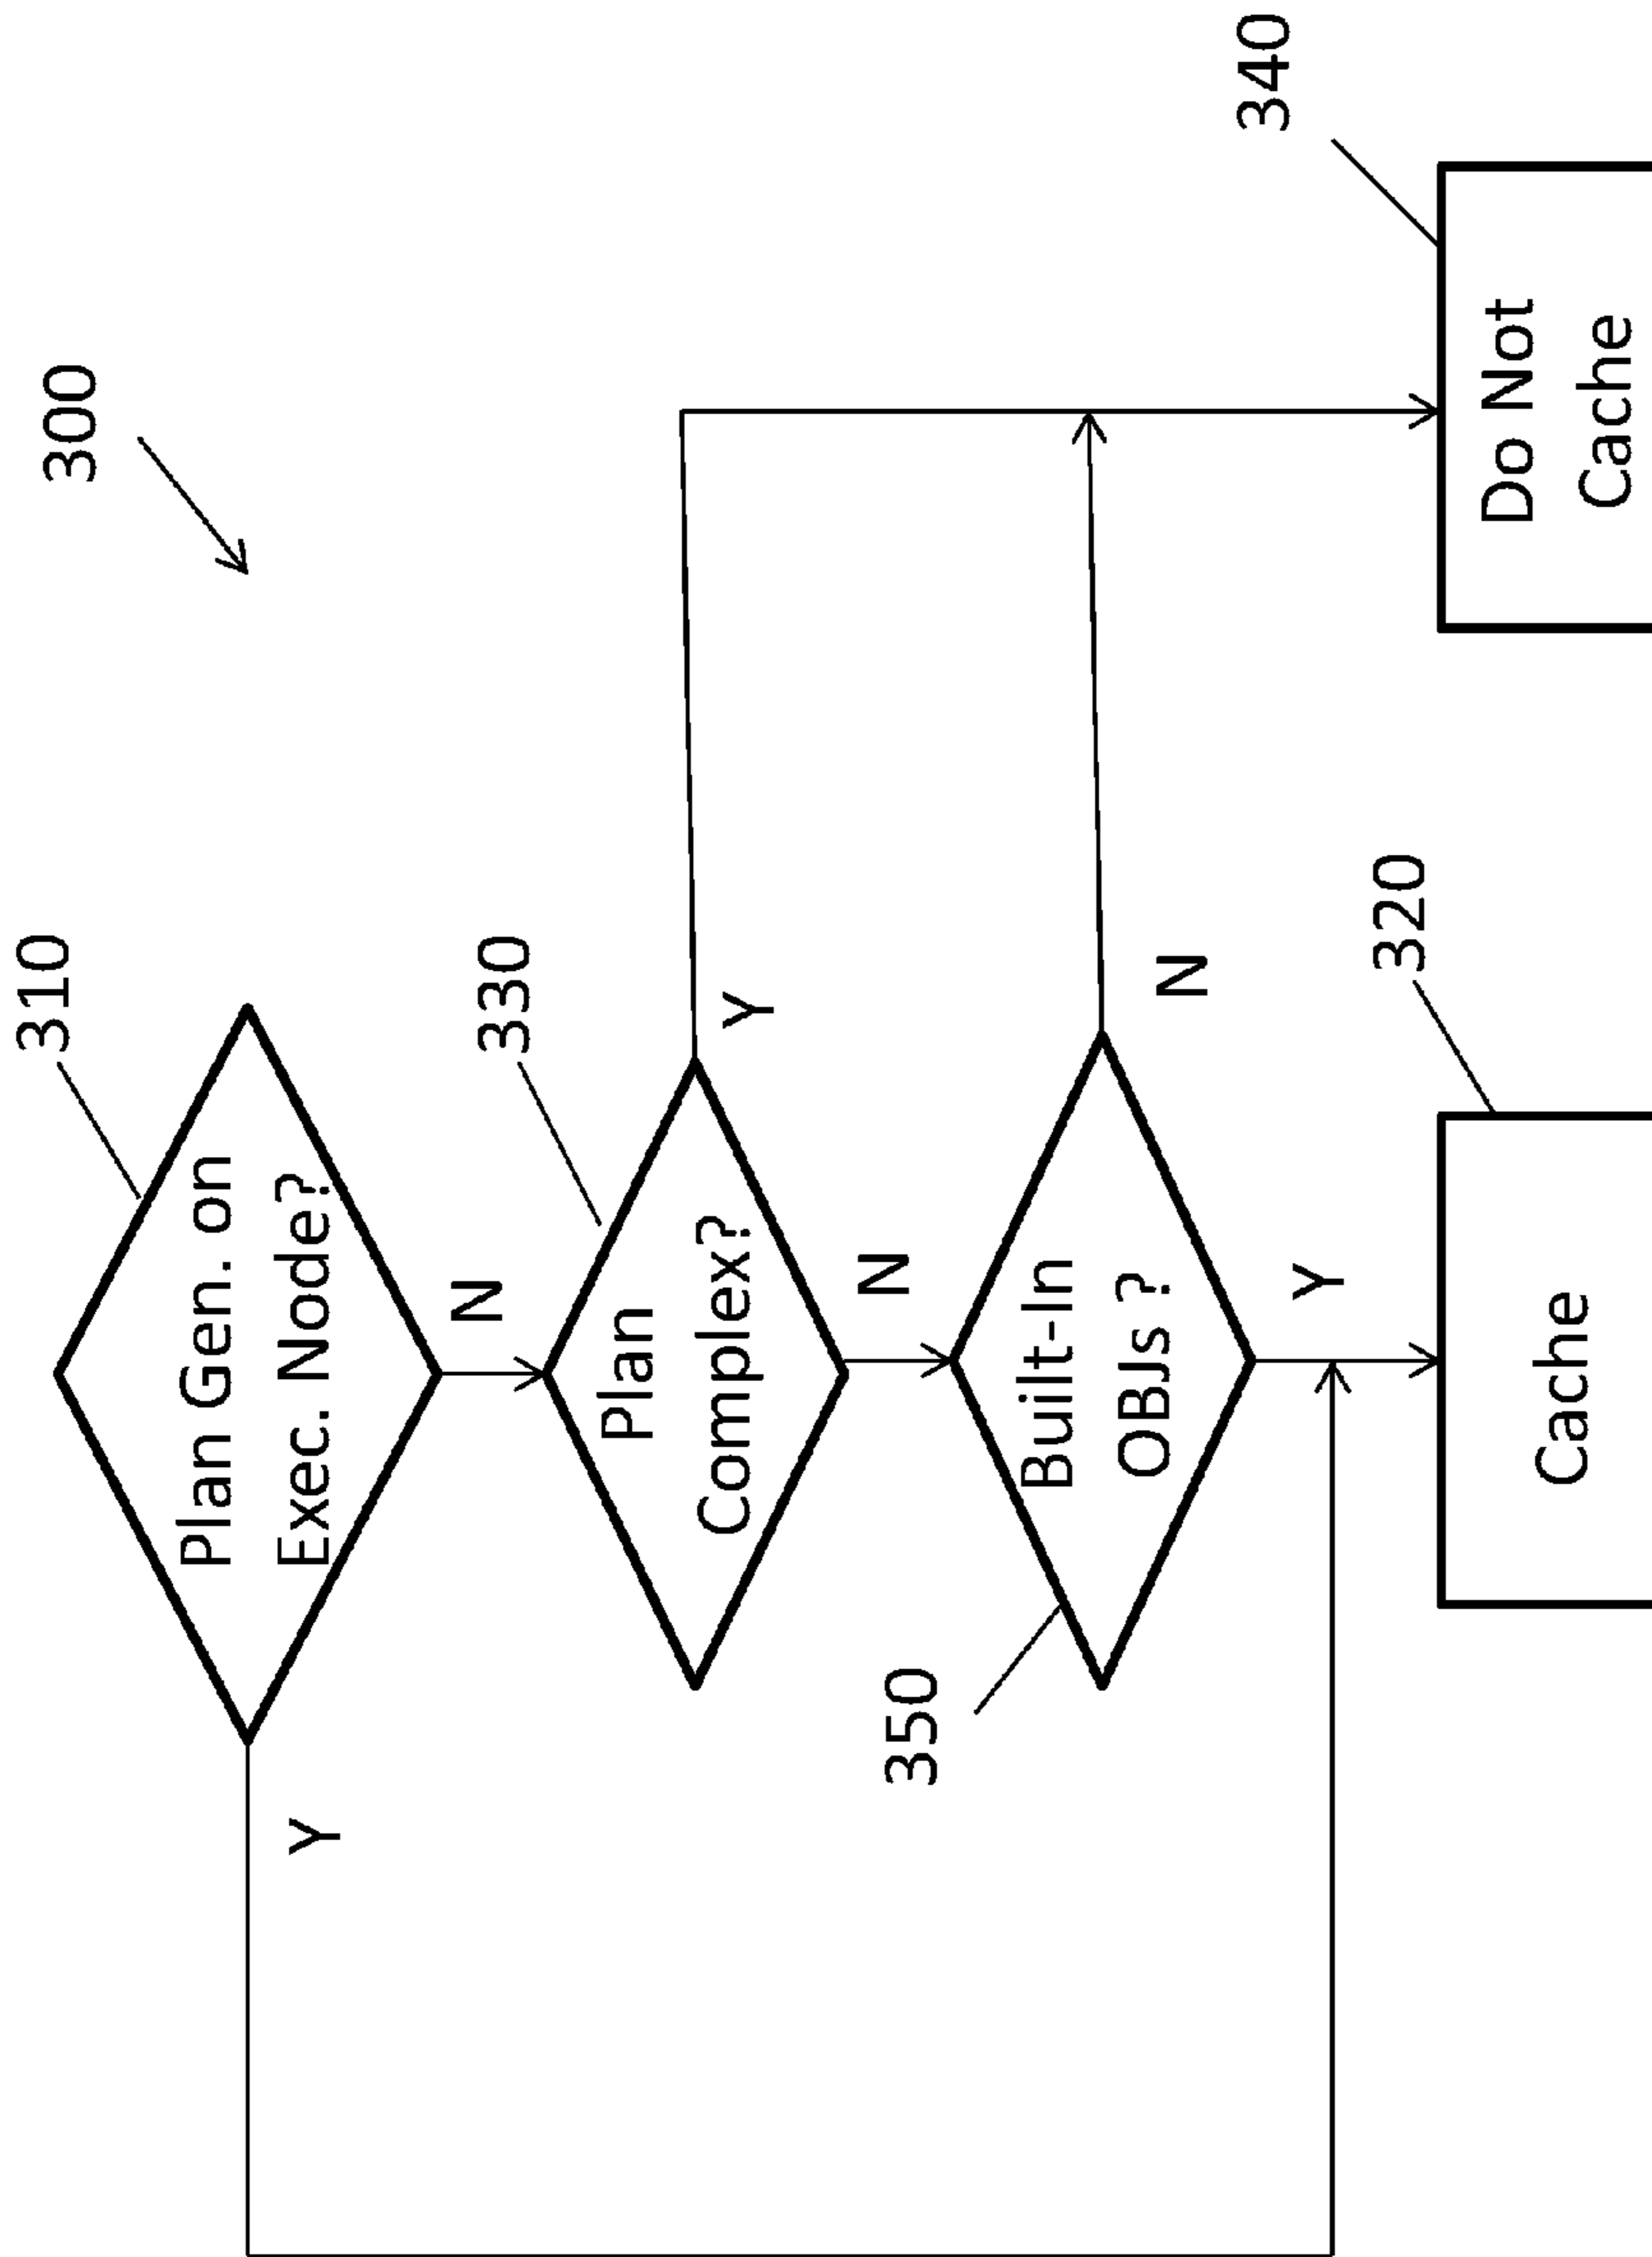 300
310
Plan Gen. on
Exec. Node?
Y
N
330
Plan
Complex?
Y
N
350
Built-In
OBJs?
N
Y
320
Cache
340
Do Not
Cache